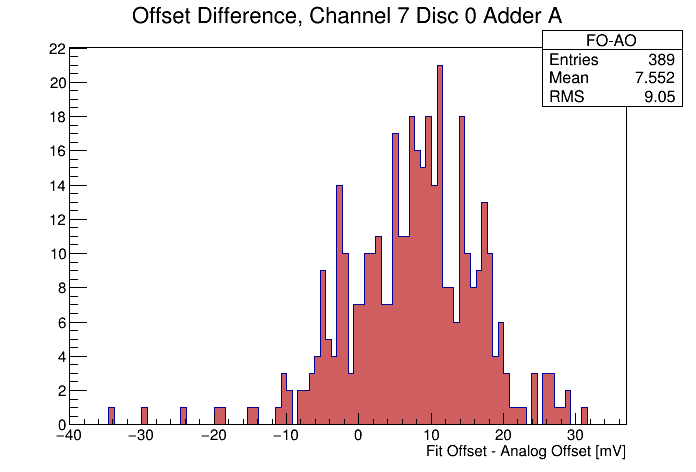 Offset Difference, Channel 7 Disc 0 Adder A
FO-AO
Entries 389
Mean 7.552
RMS 9.05
22
20
18
16
14
12
10
8
6
4
2
0
−40 −30 −20 −10 0 10 20 30
Fit Offset - Analog Offset [mV]